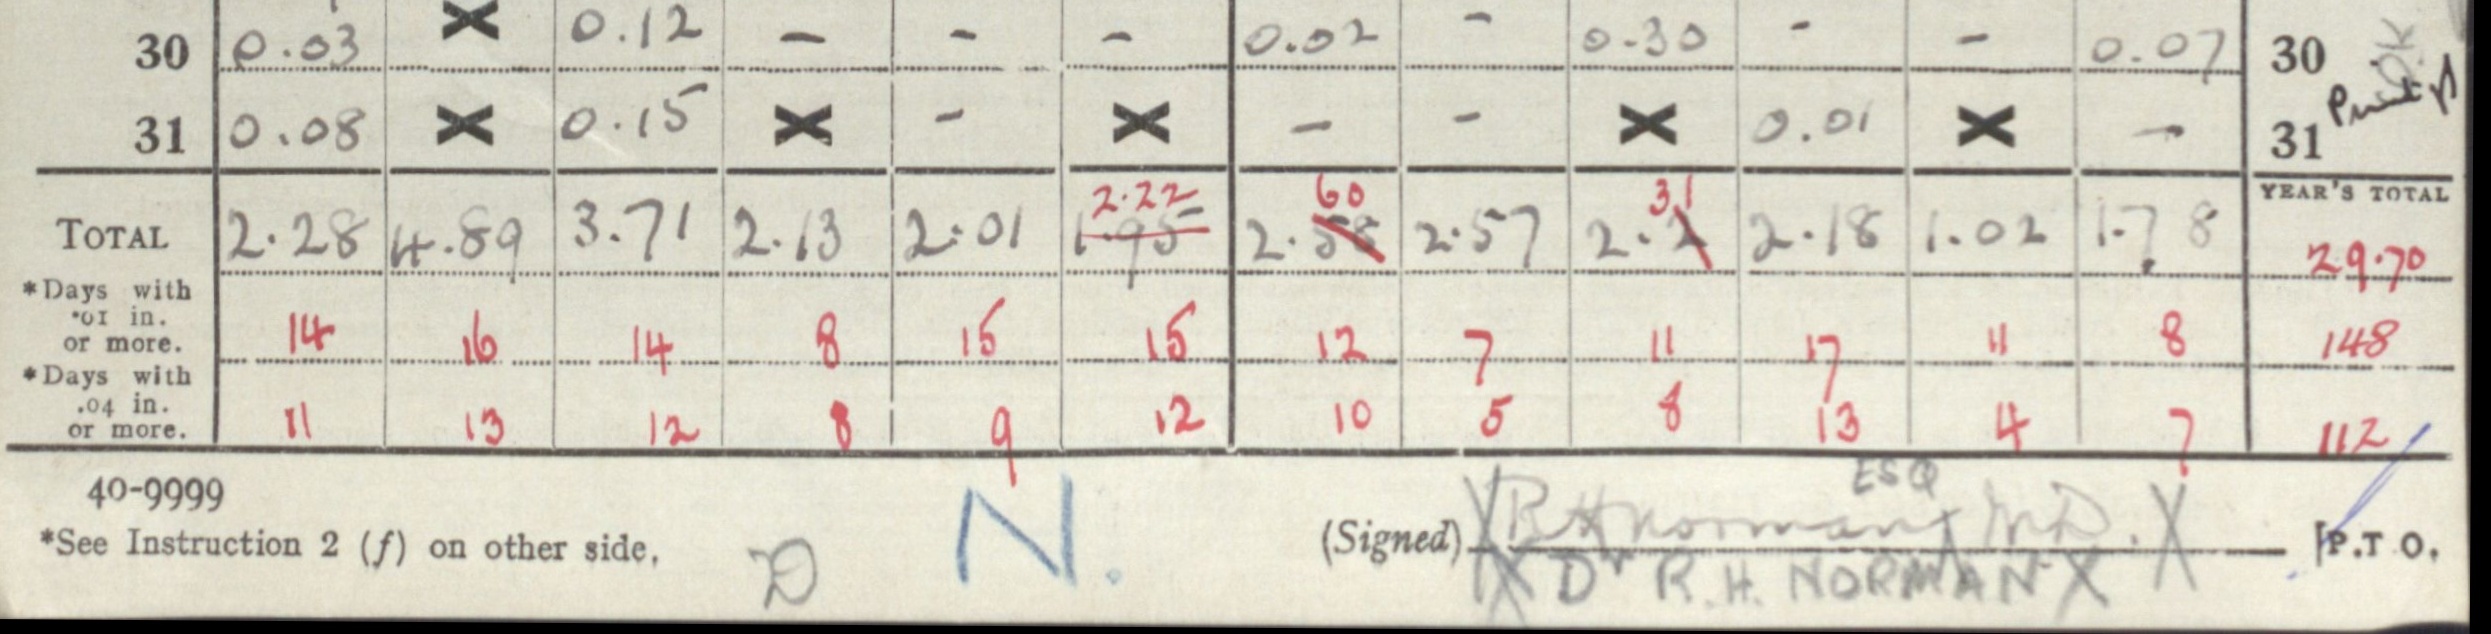 30 0.03 X 0.12 - - - 0.02 - 0.30 - - 0.07 30
31 0.08 X 0.15 X - X - - X 0.01 X - 31
YEAR'S TOTAL
2.22 60 31
TOTAL 2.28 4.89 3.71 2.13 2.01 1.95 2.58 2.57 2.2 2.18 1.02 1.78 29.70
*Days with
.01 in.
or more. 14 16 14 8 15 15 12 7 11 17 11 8 148
*Days with
.04 in.
or more. 11 13 12 8 9 12 10 5 8 13 4 7 112
40-9999
ESQ
*See Instruction 2 (f) on other side. D N. (Signed) X R H Norman M.D. X [P.T O.
X Dr R.H. NORMAN X